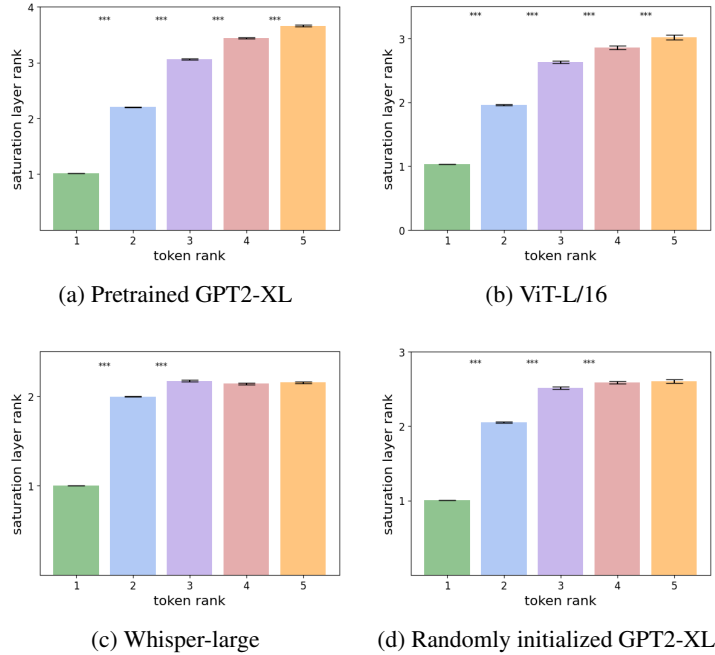 *** *** *** ***
4
3
2
1
saturation layer rank
1 2 3 4 5
token rank
(a) Pretrained GPT2-XL
*** *** *** ***
3
2
1
0
saturation layer rank
1 2 3 4 5
token rank
(b) ViT-L/16
*** ***
2
1
saturation layer rank
1 2 3 4 5
token rank
(c) Whisper-large
*** *** ***
3
2
1
saturation layer rank
1 2 3 4 5
token rank
(d) Randomly initialized GPT2-XL